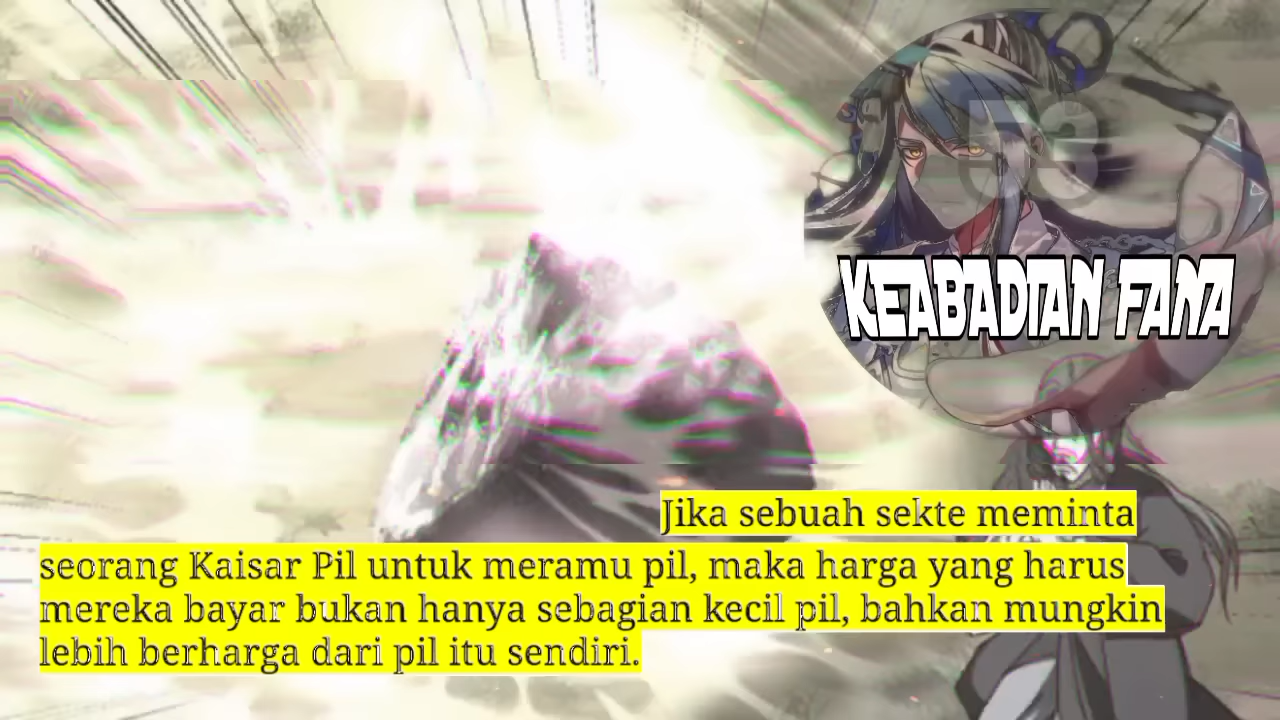 53
KEABADIAN FANA
Jika sebuah sekte meminta
seorang Kaisar Pil untuk meramu pil, maka harga yang harus
mereka bayar bukan hanya sebagian kecil pil, bahkan mungkin
lebih berharga dari pil itu sendiri.